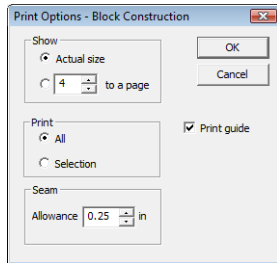 Print Options - Block Construction
Show
Actual size
4 to a page
OK
Cancel
Print
All
Selection
Print guide
Seam
Allowance 0.25 in